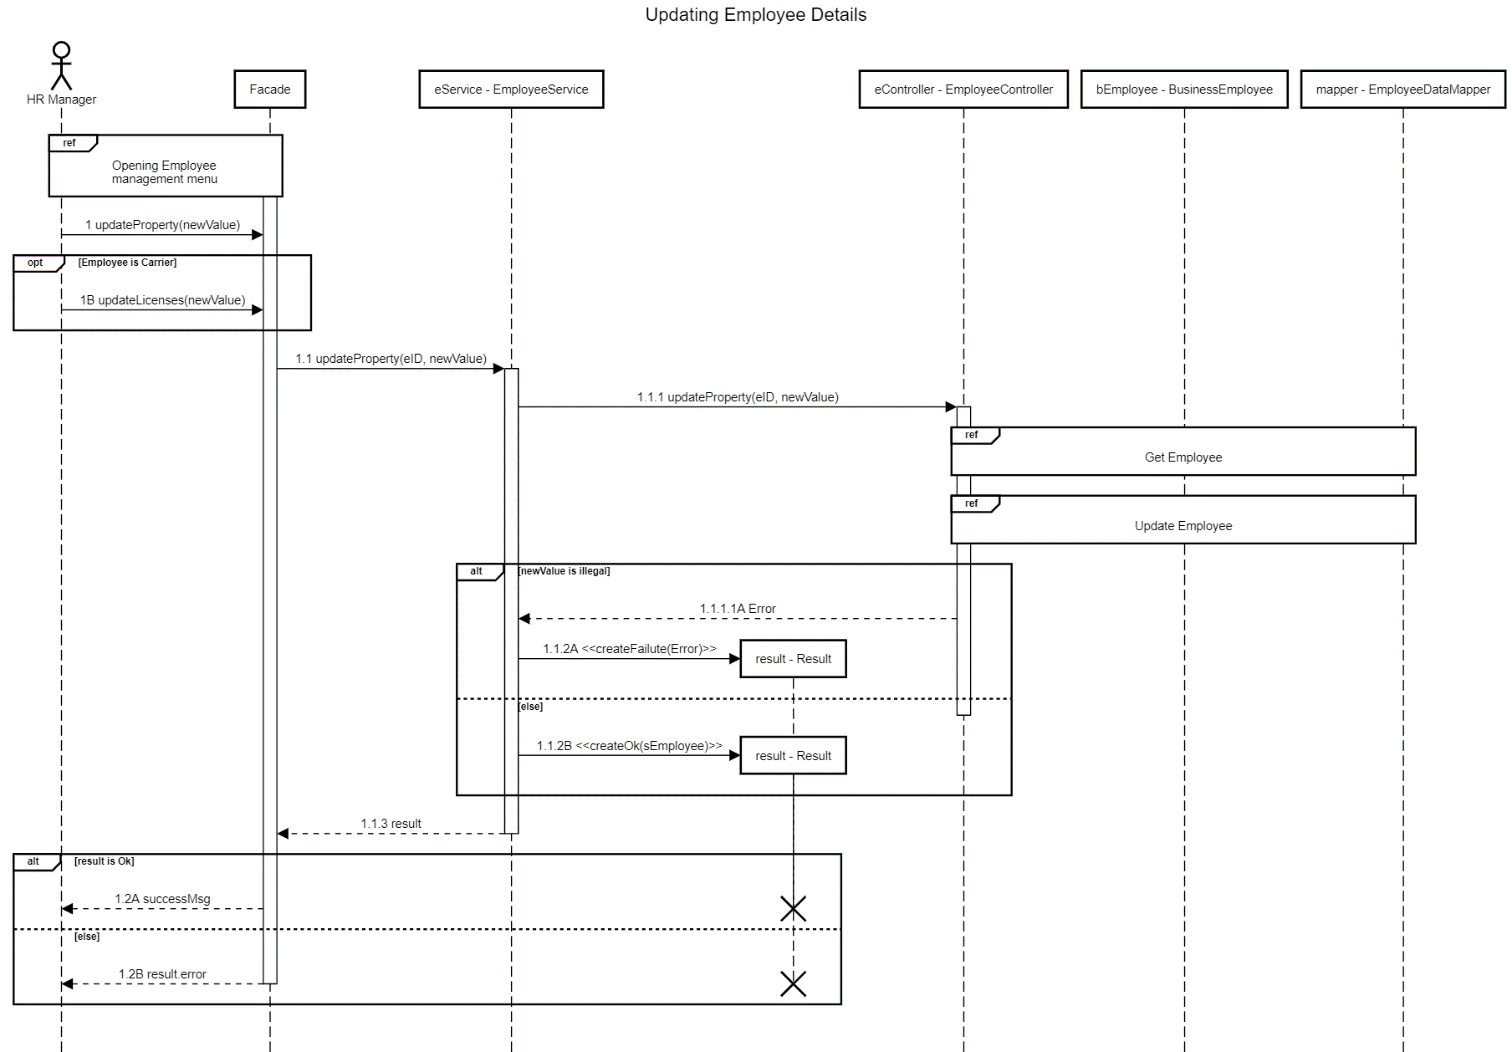 Updating Employee Details
HR Manager
Facade
eService - EmployeeService
eController - EmployeeController
bEmployee - BusinessEmployee
mapper - EmployeeDataMapper
ref
Opening Employee
management menu
1 updateProperty(newValue)
opt
[Employee is Carrier]
1B updateLicenses(newValue)
1.1 updateProperty(eID, newValue)
1.1.1 updateProperty(eID, newValue)
ref
Get Employee
ref
Update Employee
alt
[newValue is illegal]
1.1.1.1A Error
1.1.2A <<createFailute(Error)>>
result - Result
[else]
1.1.2B <<createOk(sEmployee)>>
result - Result
1.1.3 result
alt
[result is Ok]
1.2A successMsg
[else]
1.2B result.error